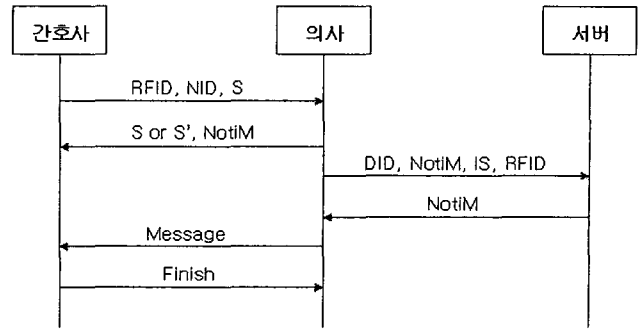 간호사
의사
서버
RFID, NID, S
S or S', NotiM
DID, NotiM, IS, RFID
NotiM
Message
Finish